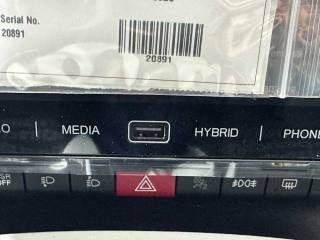 Serial No.
20891
20891
MEDIA
HYBRID
PHONE
OFF